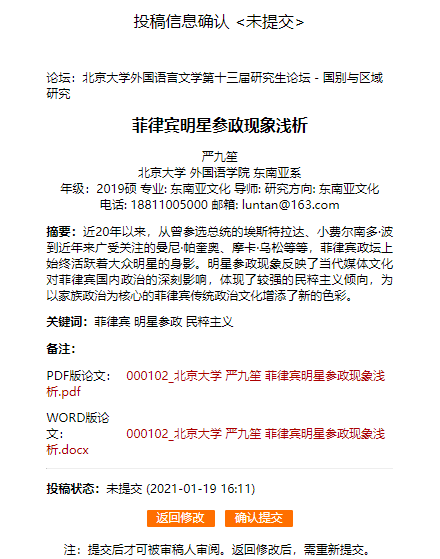 投稿信息确认 <未提交>
论坛：北京大学外国语言文学第十三届研究生论坛 - 国别与区域
研究
菲律宾明星参政现象浅析
严九笙
北京大学 外国语学院 东南亚系
年级：2019硕 专业: 东南亚文化 导师: 研究方向: 东南亚文化
电话: 18811005000 邮箱: luntan@163.com
摘要：近20年以来，从曾参选总统的埃斯特拉达、小费尔南多·波
到近年来广受关注的曼尼·帕奎奥、摩卡·乌松等等，菲律宾政坛上
始终活跃着大众明星的身影。明星参政现象反映了当代媒体文化
对菲律宾国内政治的深刻影响，体现了较强的民粹主义倾向，为
以家族政治为核心的菲律宾传统政治文化增添了新的色彩。
关键词：菲律宾 明星参政 民粹主义
备注：
PDF版论文： 000102_北京大学 严九笙 菲律宾明星参政现象浅
析.pdf
WORD版论
文： 000102_北京大学 严九笙 菲律宾明星参政现象浅
析.docx
投稿状态：未提交 (2021-01-19 16:11)
返回修改 确认提交
注：提交后才可被审稿人审阅。返回修改后，需重新提交。